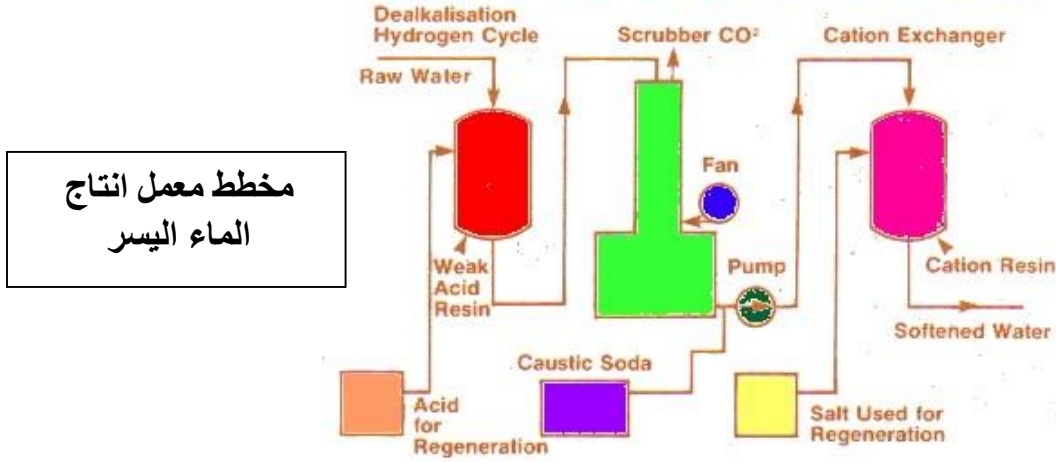 Dealkalisation
Hydrogen Cycle
Raw Water
Scrubber CO²
Cation Exchanger
مخطط معمل انتاج
الماء اليسر
Fan
Weak
Acid
Resin
Pump
Cation Resin
Softened Water
Caustic Soda
Acid
for
Regeneration
Salt Used for
Regeneration